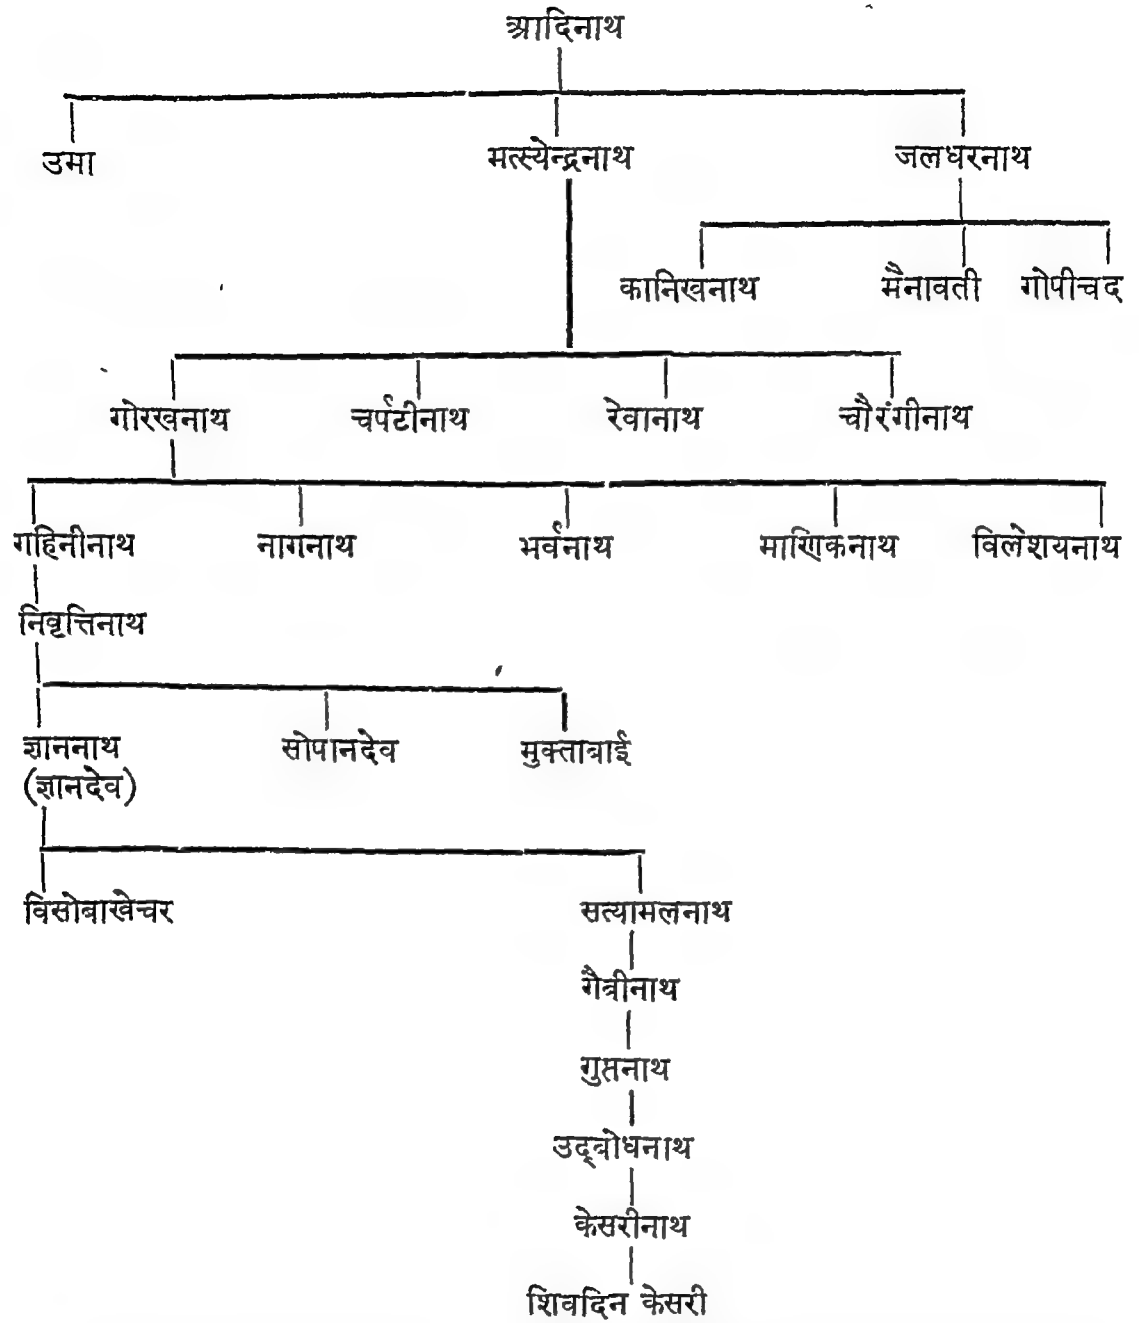 आदिनाथ
उमा मत्स्येन्द्रनाथ जलधरनाथ
कानिखनाथ मैनावती गोपीचद
गोरखनाथ चर्पटीनाथ रेवानाथ चौरंगीनाथ
गहिनीनाथ नागनाथ भर्वनाथ माणिकनाथ विलेशयनाथ
निवृत्तिनाथ
ज्ञाननाथ सोपानदेव मुक्ताबाई
(ज्ञानदेव)
विसोबाखेचर सत्यामलनाथ
गैबीनाथ
गुप्तनाथ
उद्बोधनाथ
केसरीनाथ
शिवदिन केसरी